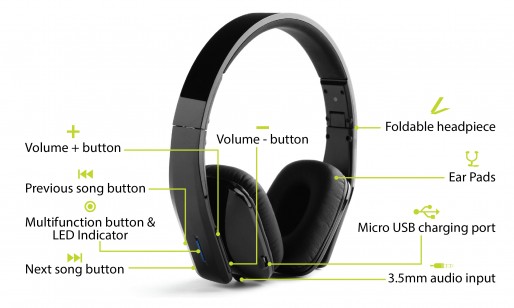 Volume + button
Volume - button
Foldable headpiece
Previous song button
Ear Pads
Multifunction button &
LED Indicator
Micro USB charging port
Next song button
3.5mm audio input